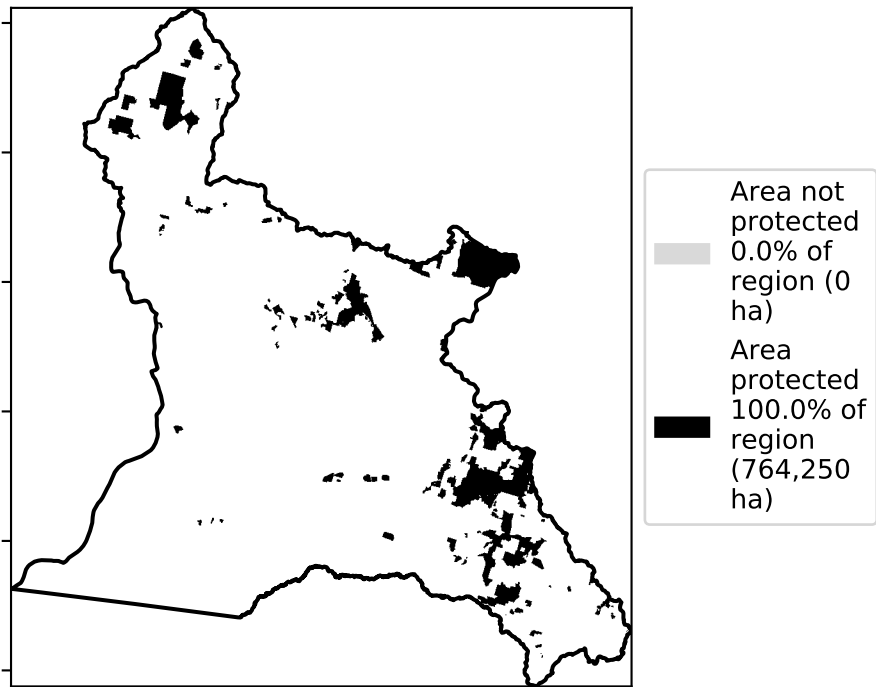 Area not
protected
0.0% of
region (0
ha)
Area
protected
100.0% of
region
(764,250
ha)